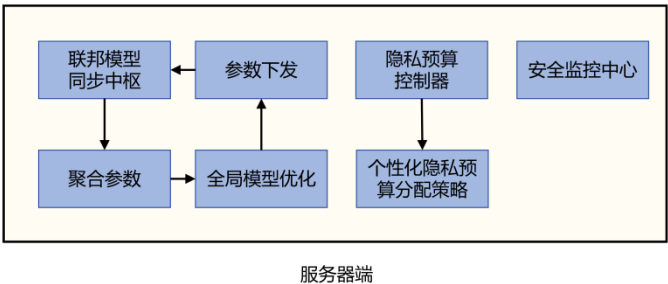 联邦模型
同步中枢
参数下发
隐私预算
控制器
安全监控中心
聚合参数
全局模型优化
个性化隐私预
算分配策略
服务器端